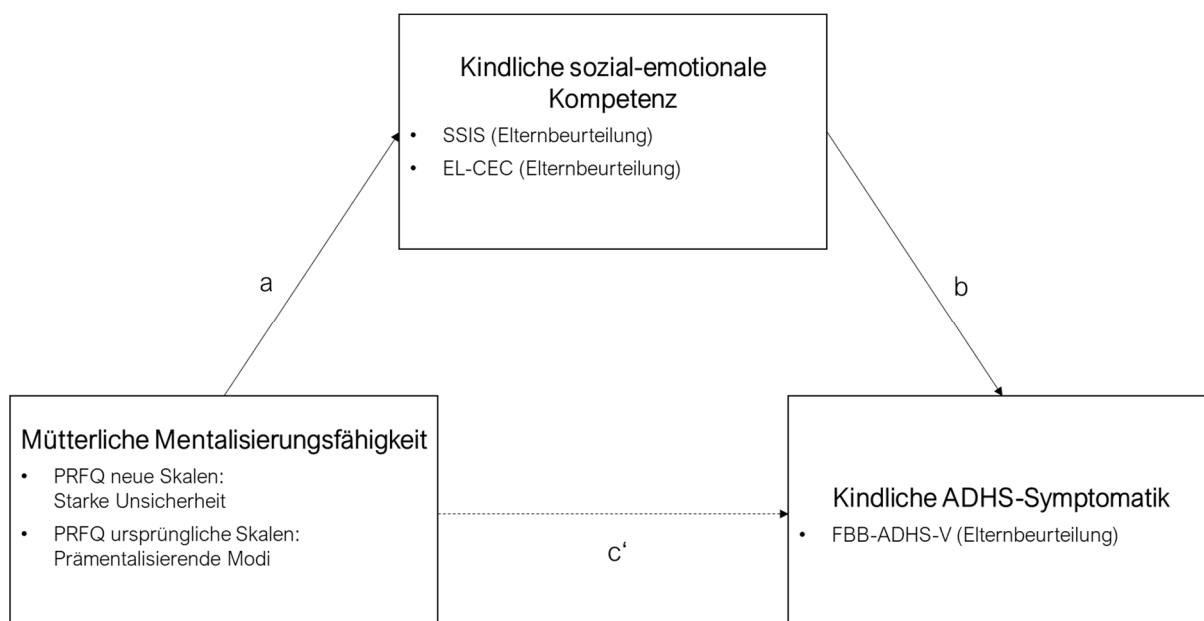 Kindliche sozial-emotionale
Kompetenz
• SSIS (Elternbeurteilung)
• EL-CEC (Elternbeurteilung)
a
b
Mütterliche Mentalisierungsfähigkeit
• PRFQ neue Skalen:
Starke Unsicherheit
• PRFQ ursprüngliche Skalen:
Prämentalisierende Modi
c‘
Kindliche ADHS-Symptomatik
• FBB-ADHS-V (Elternbeurteilung)